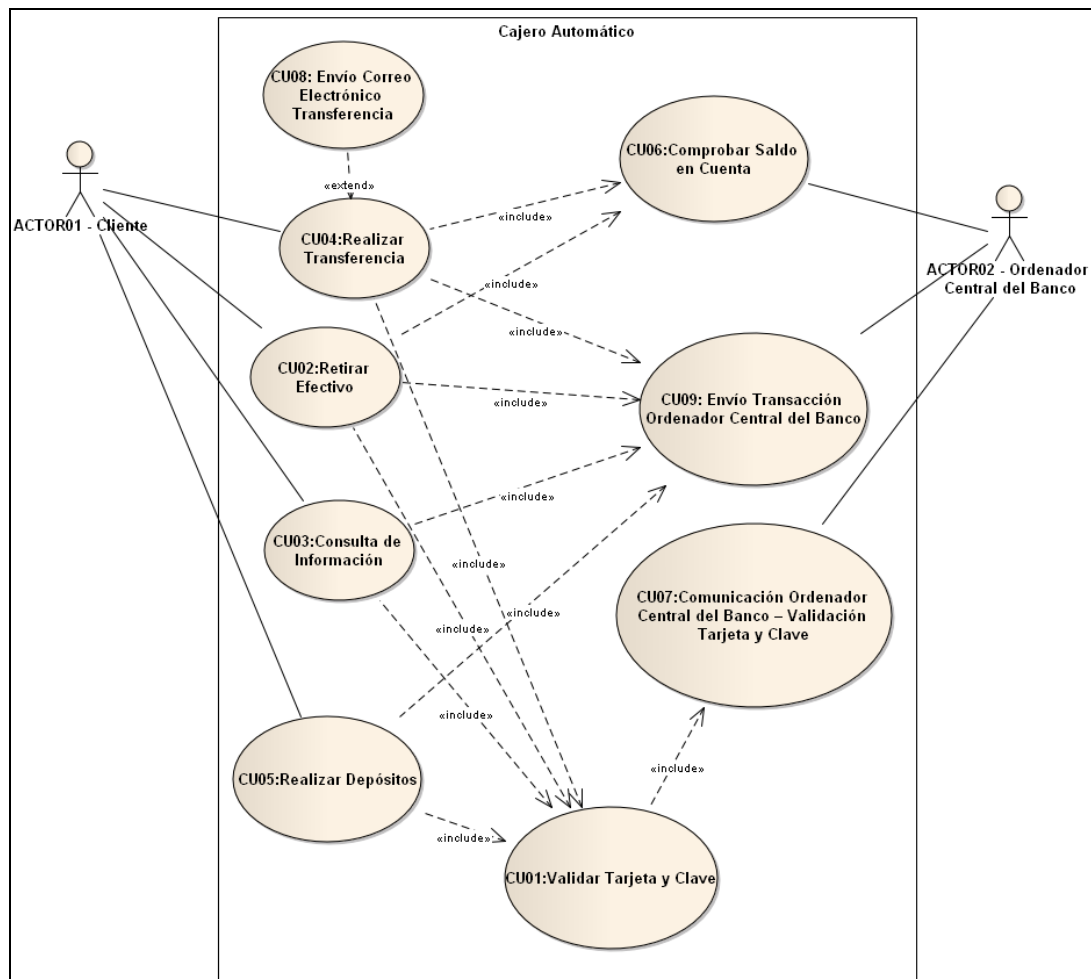 Cajero Automático
CU08: Envío Correo
Electrónico
Transferencia
CU06:Comprobar Saldo
en Cuenta
«extend»
ACTOR01 - Cliente
CU04:Realizar
Transferencia
«include»
«include»
«include»
ACTOR02 - Ordenador
Central del Banco
CU02:Retirar
Efectivo
«include»
CU09: Envío Transacción
Ordenador Central del Banco
«include»
CU03:Consulta de
Información
«include»
«include»
«include»
«include»
CU07:Comunicación Ordenador
Central del Banco – Validación
Tarjeta y Clave
«include»
CU05:Realizar Depósitos
«include»
«include»
CU01:Validar Tarjeta y Clave